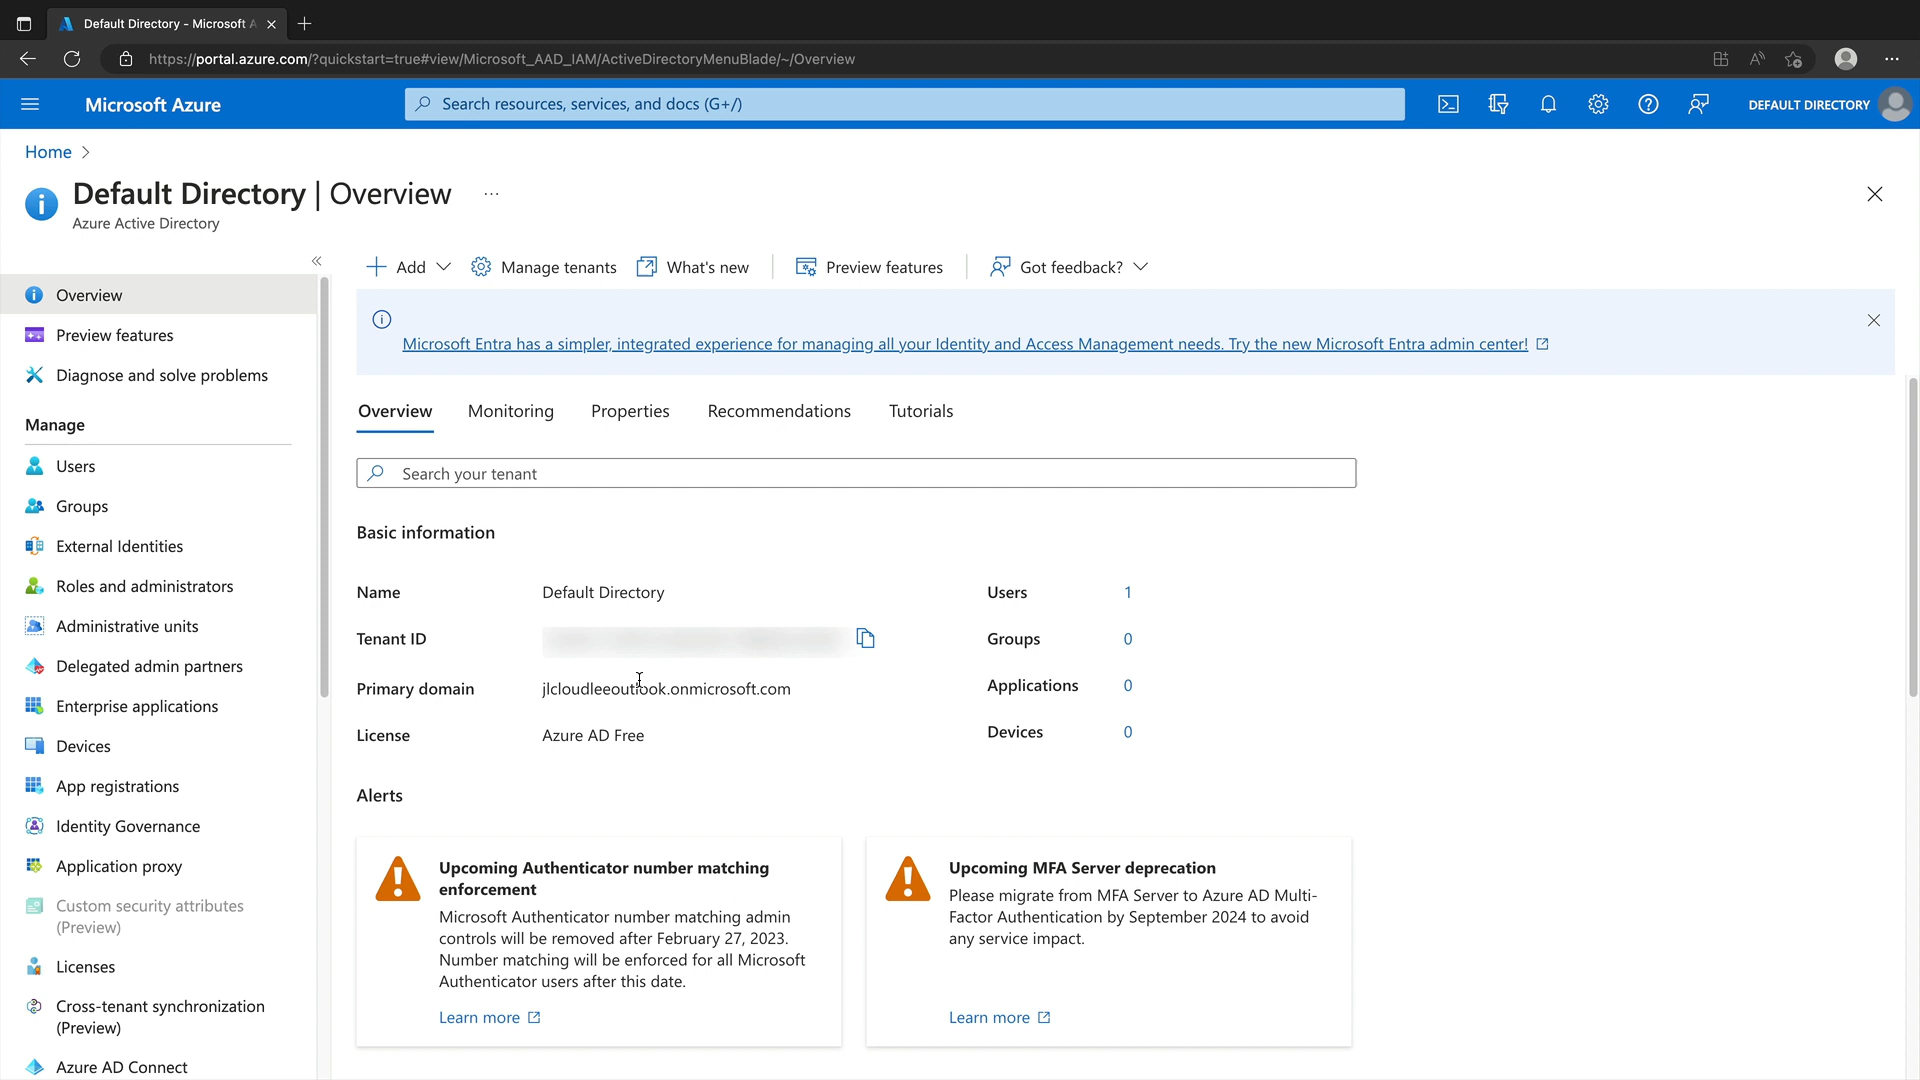 Default Directory - Microsoft A
https://portal.azure.com/?quickstart=true#view/Microsoft_AAD_IAM/ActiveDirectoryMenuBlade/~/Overview
Microsoft Azure
Search resources, services, and docs (G+/)
DEFAULT DIRECTORY
Home
Default Directory | Overview
Azure Active Directory
Add
Manage tenants
What's new
Preview features
Got feedback?
Overview
Preview features
Diagnose and solve problems
Manage
Users
Groups
External Identities
Roles and administrators
Administrative units
Delegated admin partners
Enterprise applications
Devices
App registrations
Identity Governance
Application proxy
Custom security attributes
(Preview)
Licenses
Cross-tenant synchronization
(Preview)
Azure AD Connect
Microsoft Entra has a simpler, integrated experience for managing all your Identity and Access Management needs. Try the new Microsoft Entra admin center!
Overview
Monitoring
Properties
Recommendations
Tutorials
Search your tenant
Basic information
Name Default Directory
Tenant ID
Primary domain jlcloudleeoutlook.onmicrosoft.com
License Azure AD Free
Users 1
Groups 0
Applications 0
Devices 0
Alerts
Upcoming Authenticator number matching
enforcement
Microsoft Authenticator number matching admin
controls will be removed after February 27, 2023.
Number matching will be enforced for all Microsoft
Authenticator users after this date.
Learn more
Upcoming MFA Server deprecation
Please migrate from MFA Server to Azure AD Multi-
Factor Authentication by September 2024 to avoid
any service impact.
Learn more